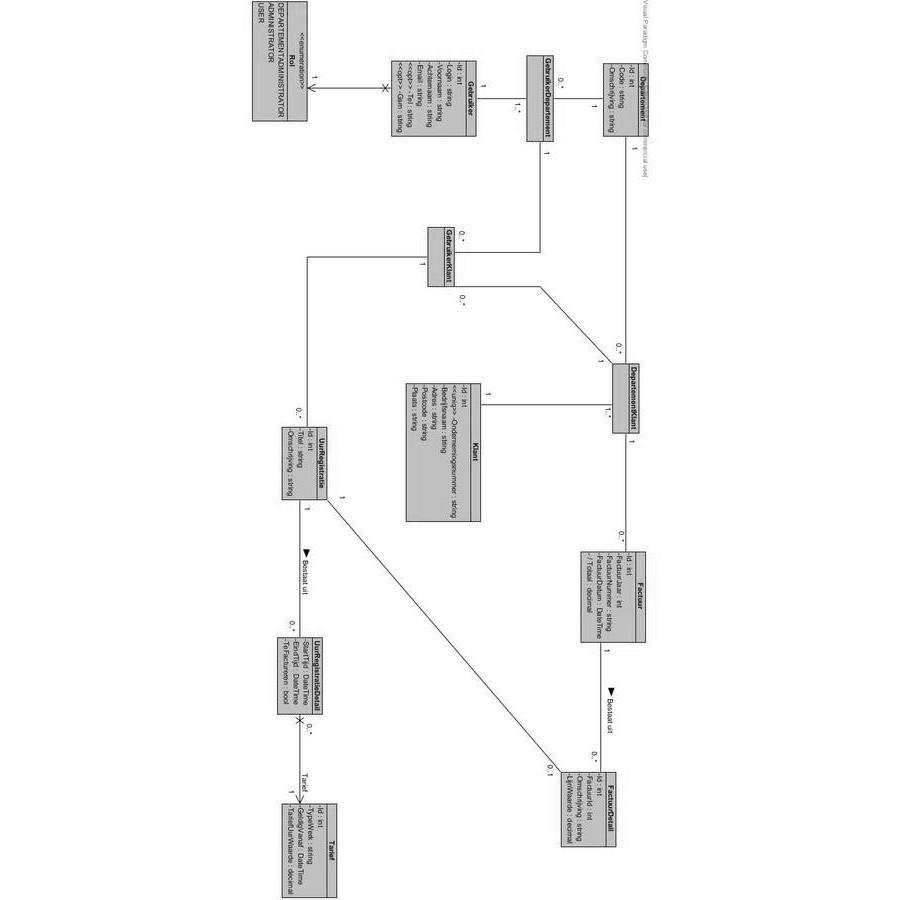 Visual Paradigm Com
mmercial use]
Departement
-Id : int
-Code : string
-Omschrijving : string
1
0..*
1
GebruikerDepartement
1..*
1
1
Gebruiker
-Id : int
-Login : string
-Voornaam : string
-Achternaam : string
-Email : string
<<opt>> -Tel : string
<<opt>> -Gsm : string
1
<<enumeration>>
Rol
DEPARTEMENTADMINISTRATOR
ADMINISTRATOR
USER
0..*
GebruikerKlant
1
0..*
0..*
1
DepartementKlant
1..*
1
1
Klant
-Id : int
<<uniq>> -Ondernemingsnummer : string
-Bedrijfsnaam : string
-Adres : string
-Postcode : string
-Plaats : string
0..*
UurRegistratie
-Id : int
-Titel : string
-Omschrijving : string
1
1
0..*
Factuur
-Id : int
-FactuurJaar : int
-FactuurNummer : string
-FactuurDatum : DateTime
- / Totaal : decimal
1
Bestaat uit
0..*
Bestaat uit
0..*
UurRegistratieDetail
-StartTijd : DateTime
-EindTijd : DateTime
-TeFactureren : bool
0..*
Tarief
1
0..1
FactuurDetail
-Id : int
-FactuurId : int
-Omschrijving : string
-LijnWaarde : decimal
Tarief
-Id : int
-TypeWerk : string
-GeldigVanaf : DateTime
-TariefUurWaarde : decimal